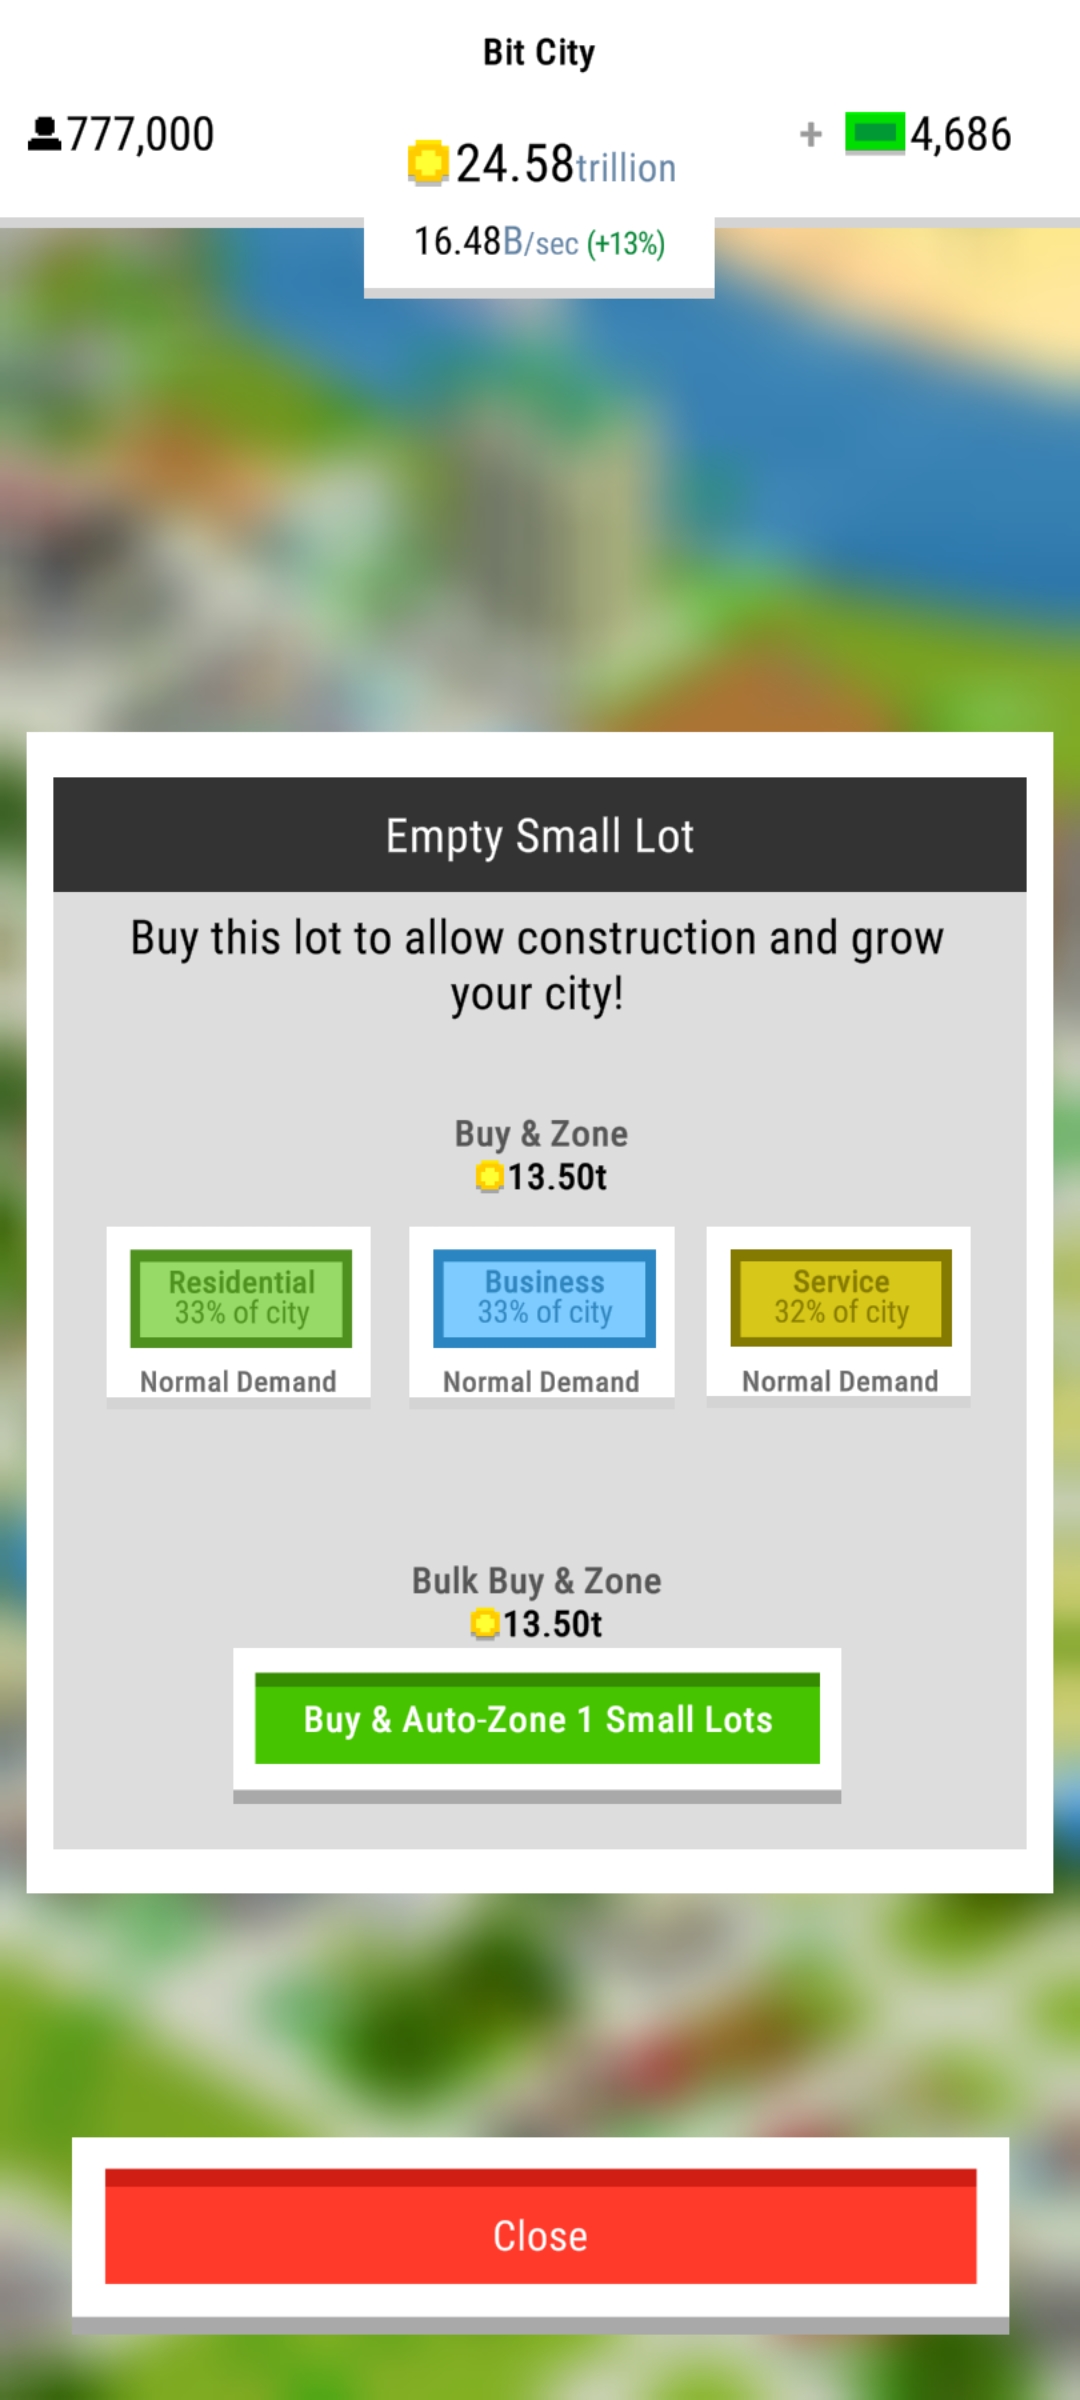 Bit City
777,000
24.58trillion
+ 4,686
16.48B/sec (+13%)
Empty Small Lot
Buy this lot to allow construction and grow
your city!
Buy & Zone
13.50t
Residential
33% of city
Normal Demand
Business
33% of city
Normal Demand
Service
32% of city
Normal Demand
Bulk Buy & Zone
13.50t
Buy & Auto-Zone 1 Small Lots
Close